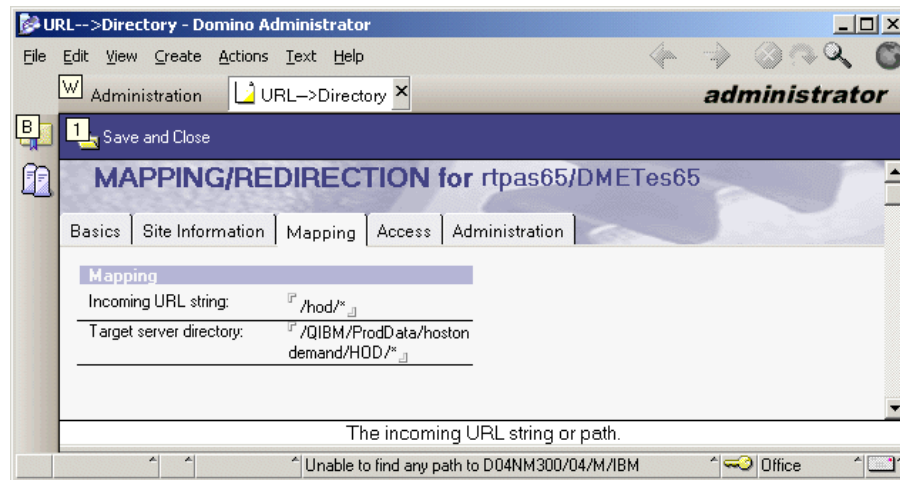 URL-->Directory - Domino Administrator
File Edit View Create Actions Text Help
W Administration URL-->Directory administrator
B 1 Save and Close
MAPPING/REDIRECTION for rtpas65/DMETes65
Basics Site Information Mapping Access Administration
Mapping
Incoming URL string: /hod/*
Target server directory: /QIBM/ProdData/hoston
demand/HOD/*
The incoming URL string or path.
Unable to find any path to D04NM300/04/M/IBM Office